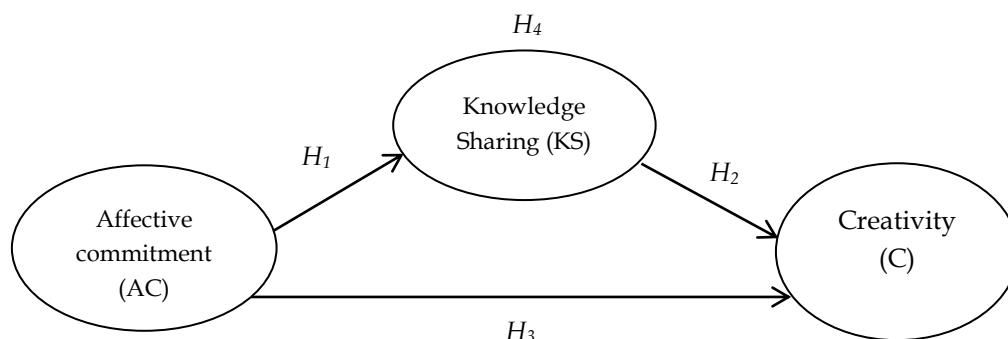 H4
Knowledge
Sharing (KS)
H1
H2
Affective
commitment
(AC)
Creativity
(C)
H3